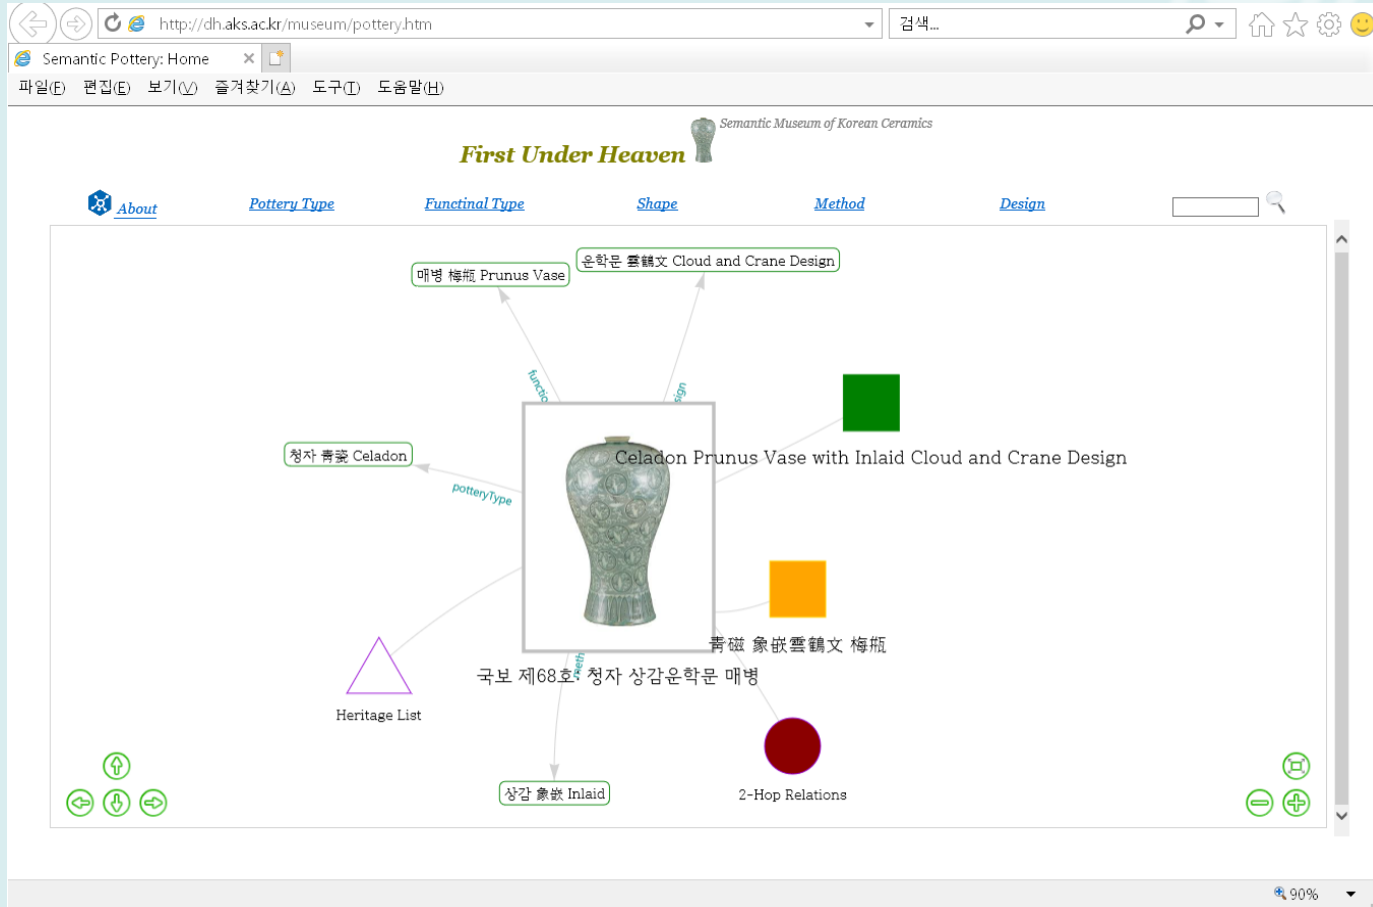 http://dh.aks.ac.kr/museum/pottery.htm
검색...
Semantic Pottery: Home
파일(F) 편집(E) 보기(V) 즐겨찾기(A) 도구(T) 도움말(H)
Semantic Museum of Korean Ceramics
First Under Heaven
About Pottery Type Functinal Type Shape Method Design
운학문 雲鶴文 Cloud and Crane Design
매병 梅甁 Prunus Vase
functio
sign
청자 靑瓷 Celadon
Celadon Prunus Vase with Inlaid Cloud and Crane Design
potteryType
靑磁 象嵌雲鶴文 梅甁
meth
국보 제68호: 청자 상감운학문 매병
Heritage List
상감 象嵌 Inlaid
2-Hop Relations
90%